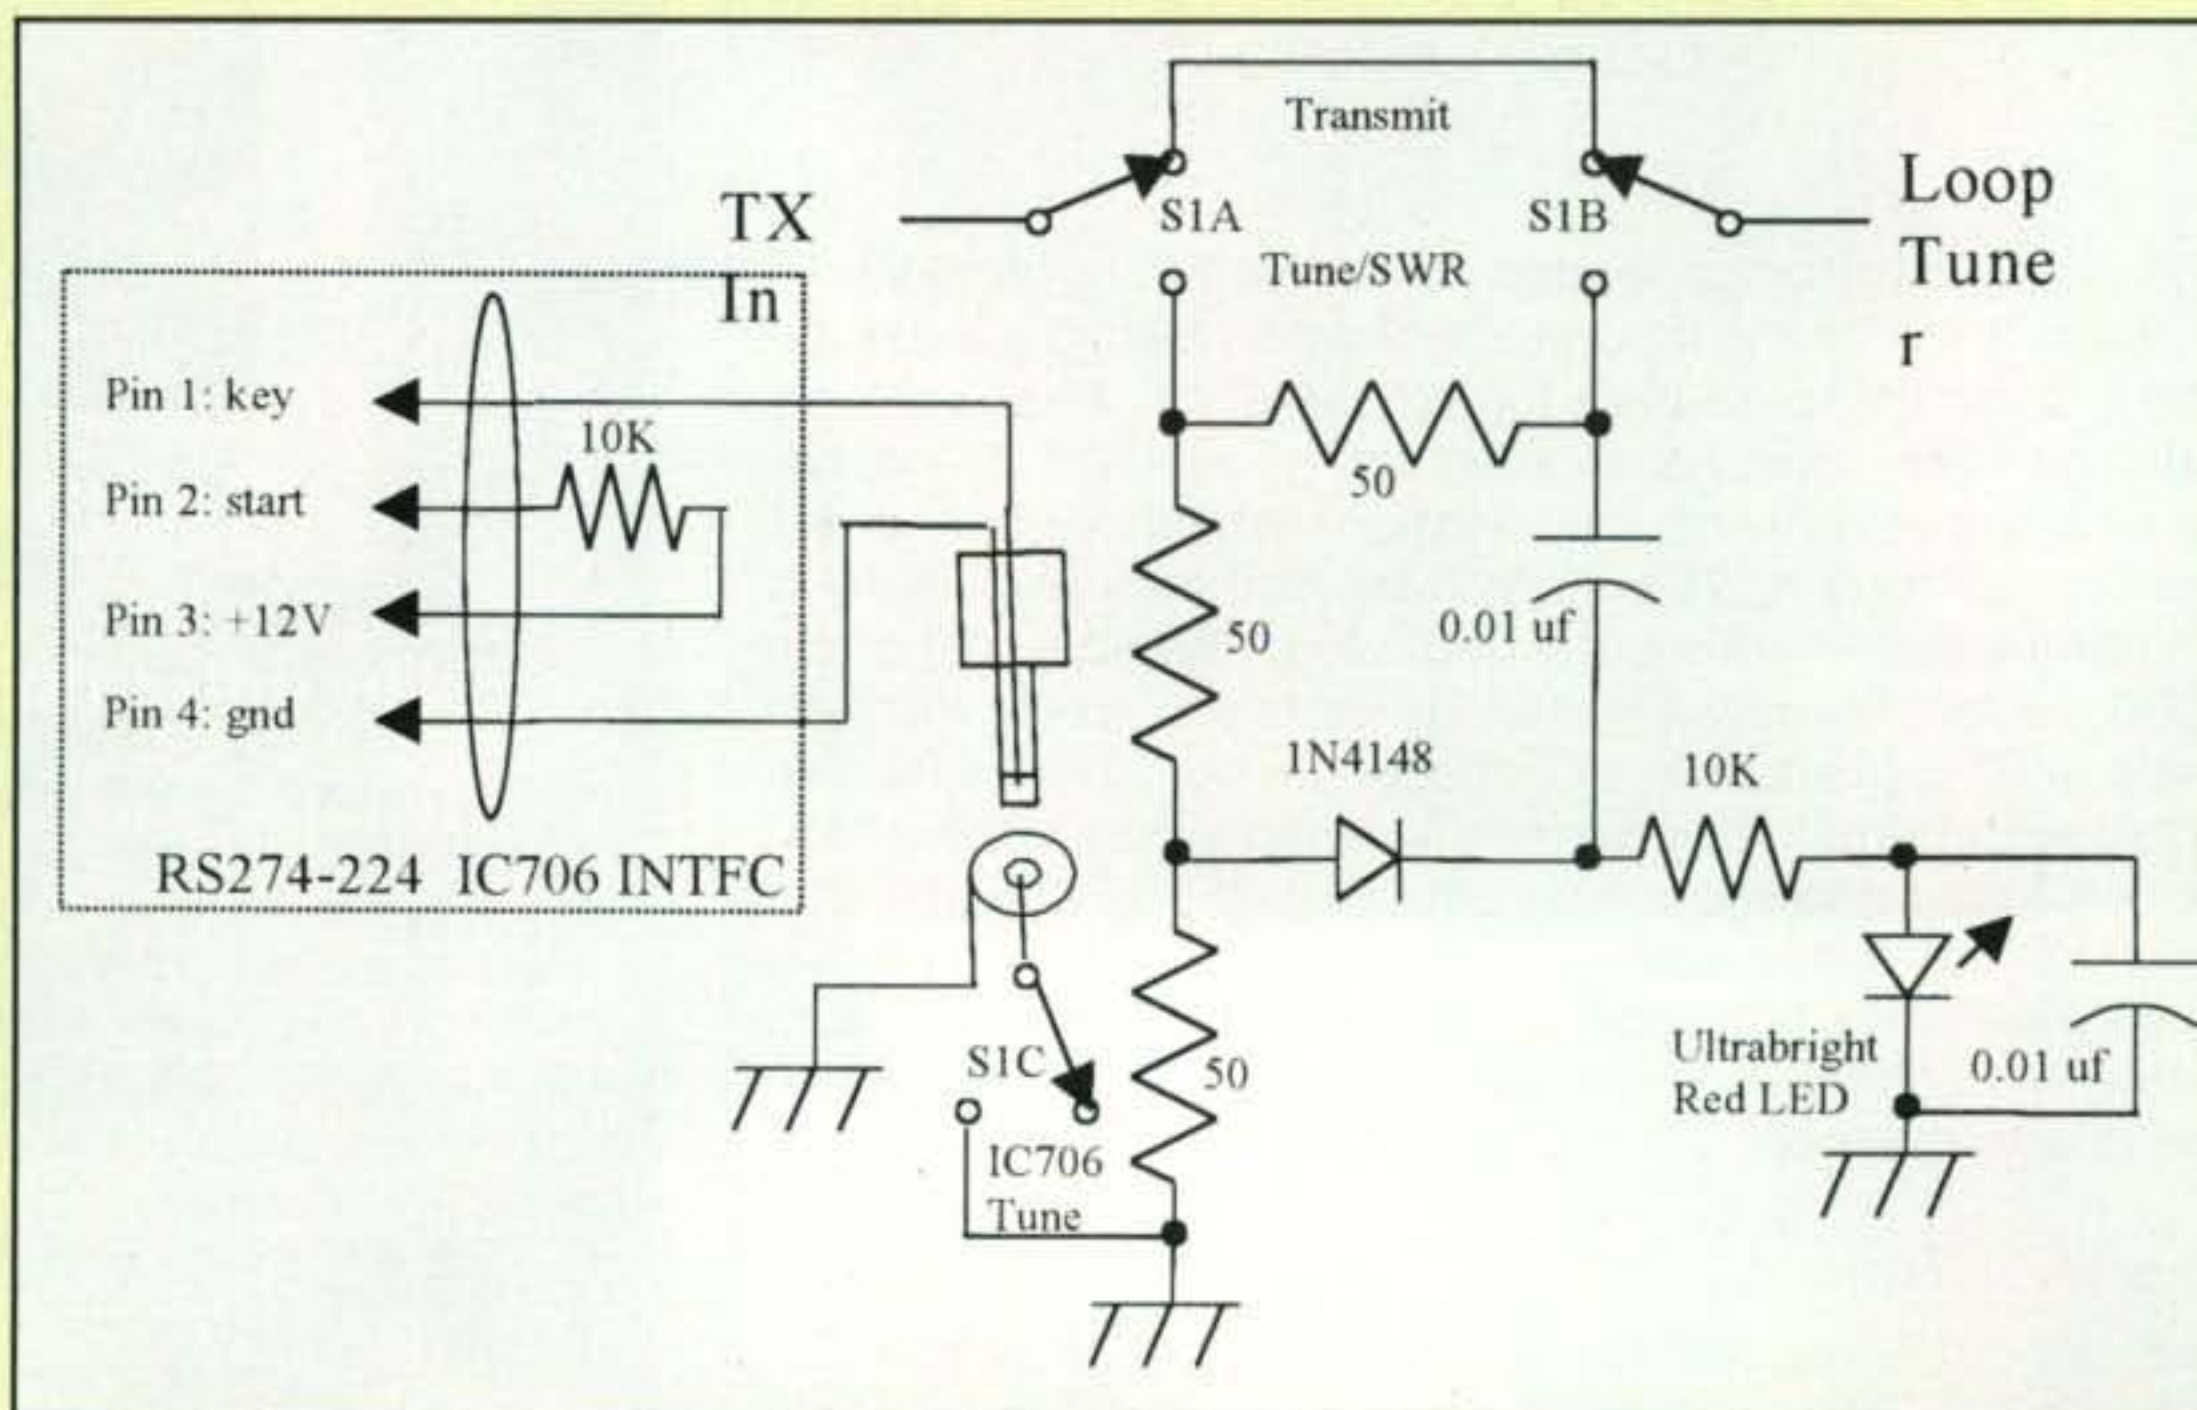 Transmit
TX
In
S1A
S1B
Loop
Tune
r
Tune/SWR
Pin 1: key
10K
50
Pin 2: start
Pin 3: +12V
50
0.01 uf
Pin 4: gnd
1N4148
10K
RS274-224 IC706 INTFC
S1C
50
Ultrabright
Red LED
0.01 uf
IC706
Tune